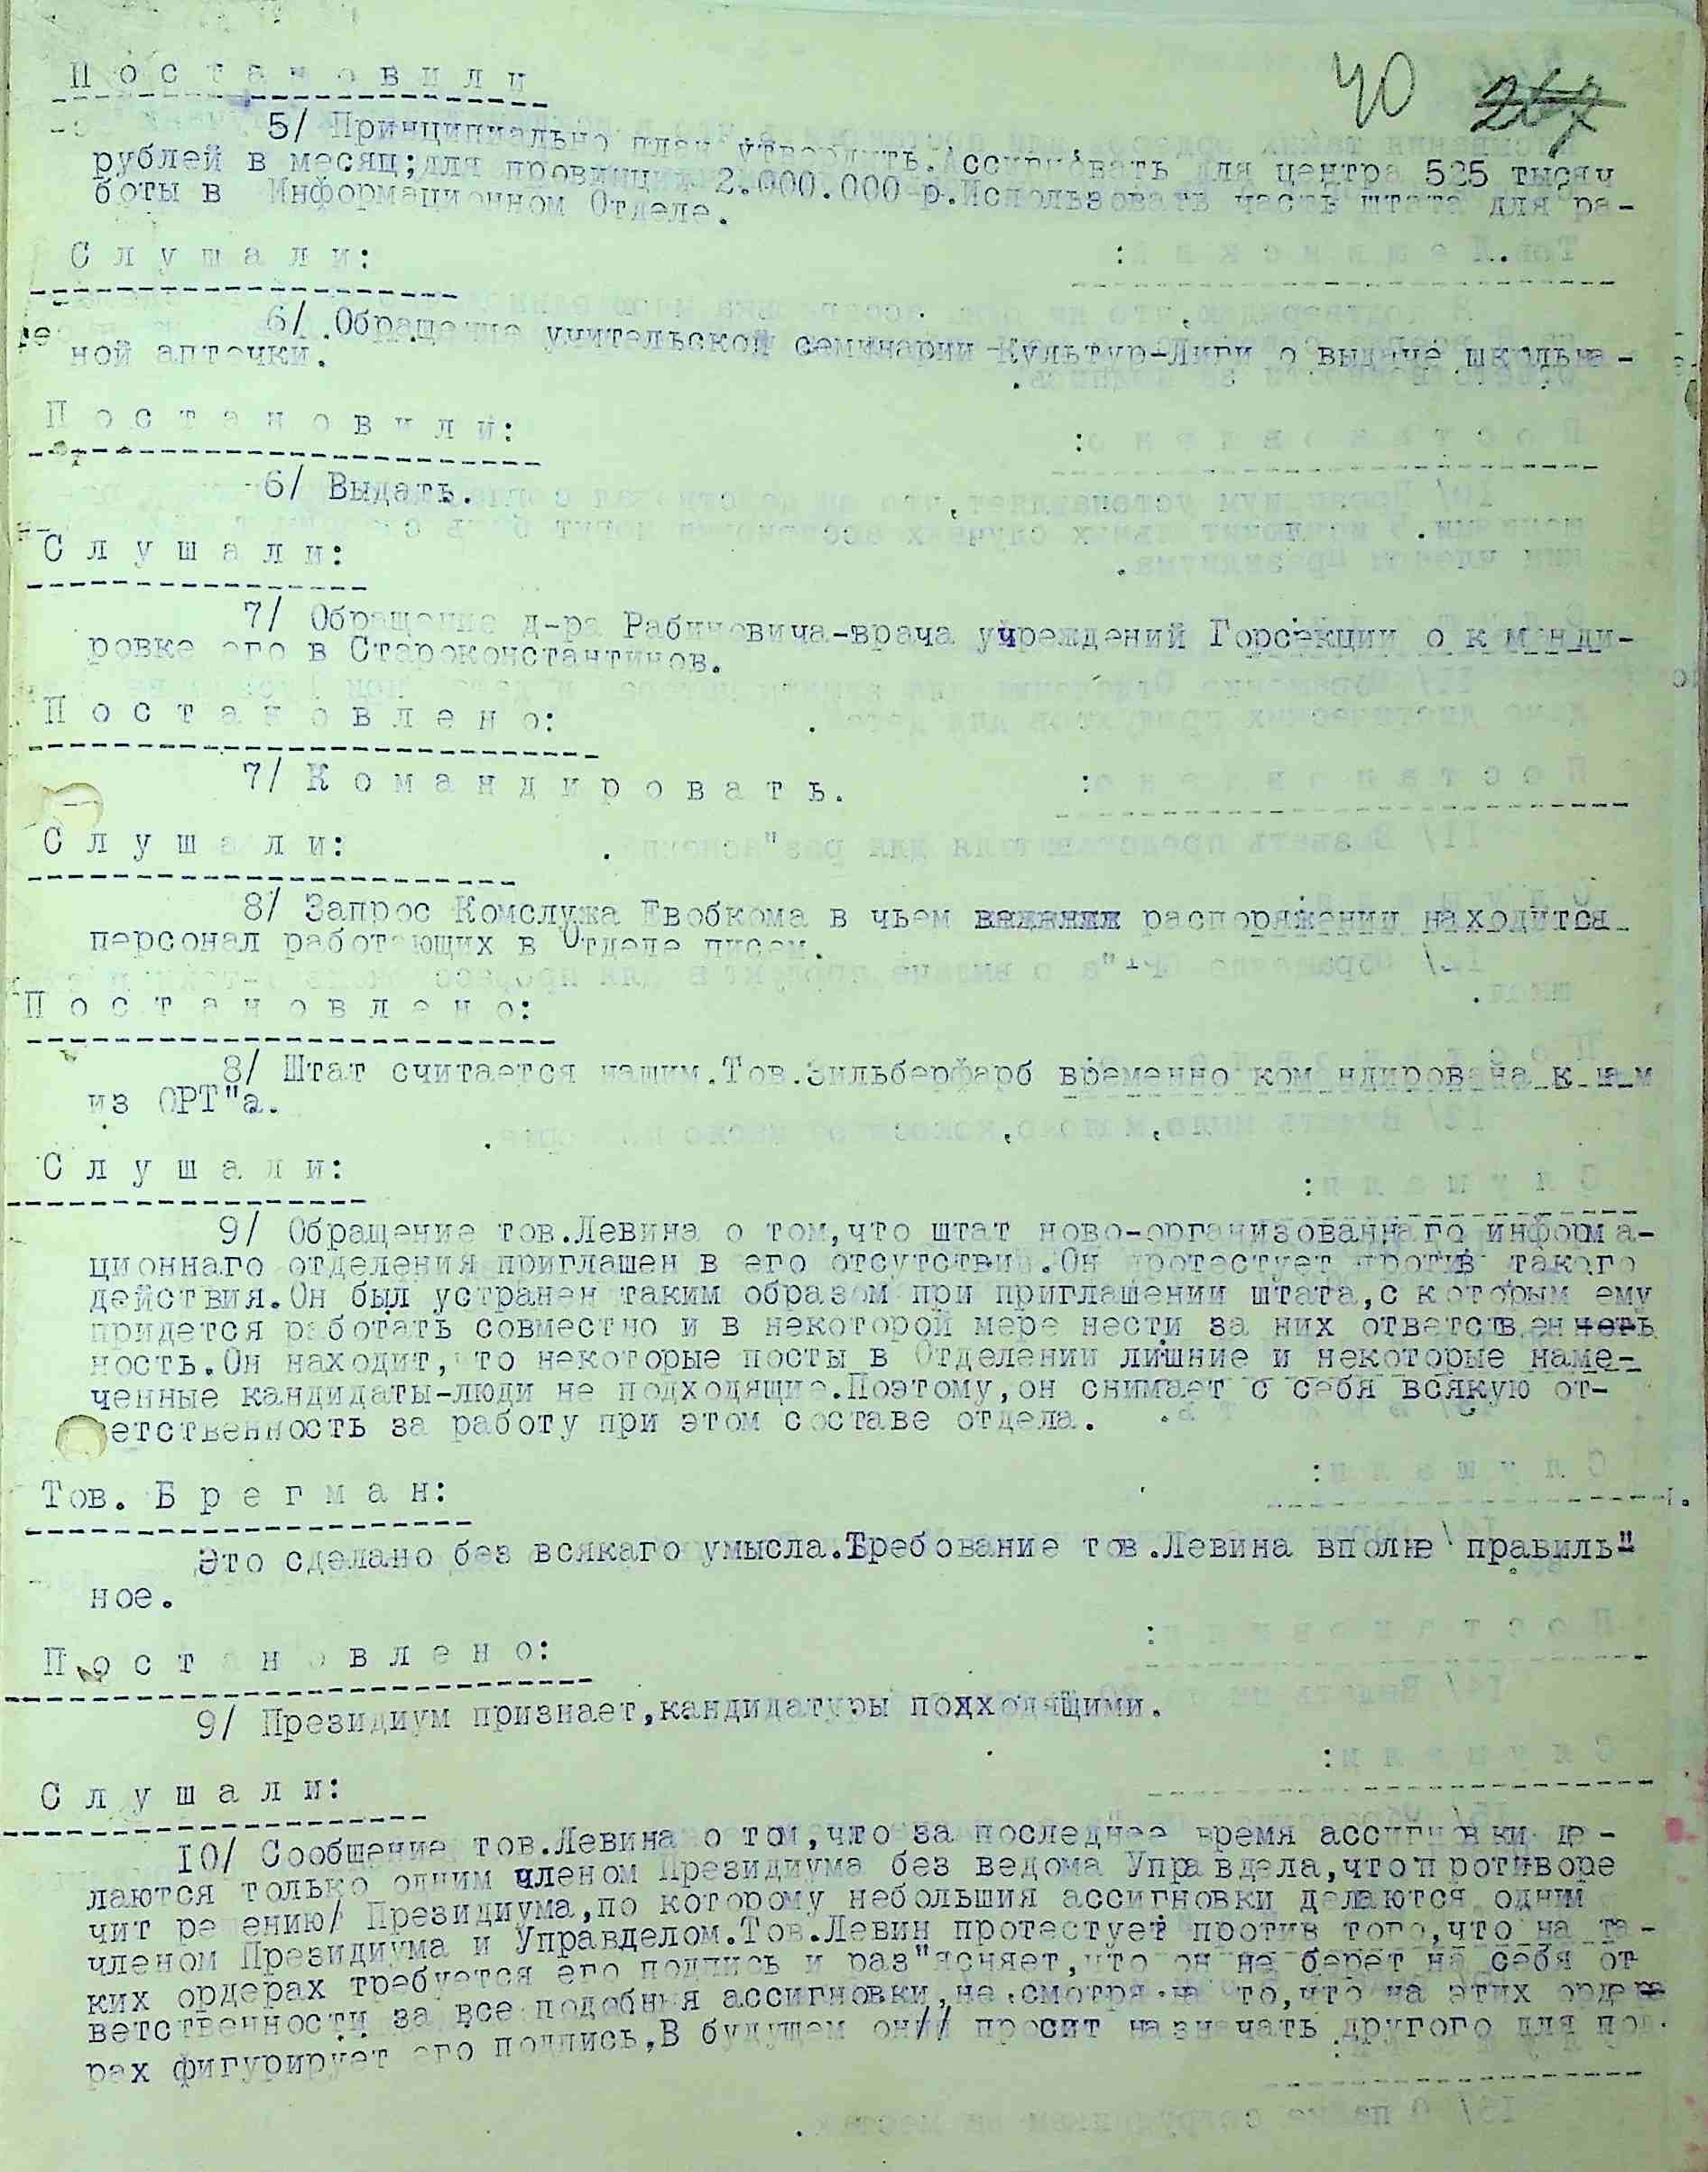 40 267
П о с т а н о в и л и
5/ Принципиально план утвердить.Ассигновать для центра 525 тысяч
рублей в месяц;для провинции 2.000.000 р.Использовать часть штата для ра-
боты в Информационном Отделе.
С л у ш а л и:
6/ Обращение учительской семинарии Культур-Лиги о выдаче школьн-
ной аптечки.
П о с т а н о в и л и:
6/ Выдать.
С л у ш а л и:
7/ Обращение д-ра Рабиновича-врача учреждений Горсекции о команди-
ровке его в Староконстантинов.
П о с т а н о в л е н о:
7/ К о м а н д и р о в а т ь.
С л у ш а л и:
8/ Запрос Комслужа Евобкома в чьем распоряжении находится
персонал работающих в Отделе писем.
П о с т а н о в л е н о:
8/ Штат считается нашим.Тов.Зильберфарб временно командирована к нам
из ОРТ"а.
С л у ш а л и:
9/ Обращение тов.Левина о том,что штат ново-организованнаго информа-
ционнаго отделения приглашен в его отсутствии.Он протестует против такого
действия.Он был устранен таким образом при приглашении штата,с которым ему
придется работать совместно и в некоторой мере нести за них ответствен
ность.Он находит,что некоторые посты в Отделении лишние и некоторые наме-
ченные кандидаты-люди не подходящие.Поэтому,он снимает с себя всякую от-
ветственность за работу при этом составе отдела.
Тов. Б р е г м а н:
Это сделано без всякаго умысла.Требование тов.Левина вполне правиль"
ное.
П о с т а н о в л е н о:
9/ Президиум признает,кандидатуры подходящими.
С л у ш а л и:
10/ Сообщение тов.Левина о том,что за последнее время ассигновки де-
лаются только одним членом Президиума без ведома Управдела,что противоре
чит решению/ Президиума,по которому небольшия ассигновки делаются одним
членом Президиума и Управделом.Тов.Левин протестует против того,что на та-
ких ордерах требуется его подпись и раз"ясняет,что он не берет на себя от
ветственности за все подобныя ассигновки,не смотря на то,что на этих орде
рах фигурирует его подпись.В будущем он// просит назначать другого для под-